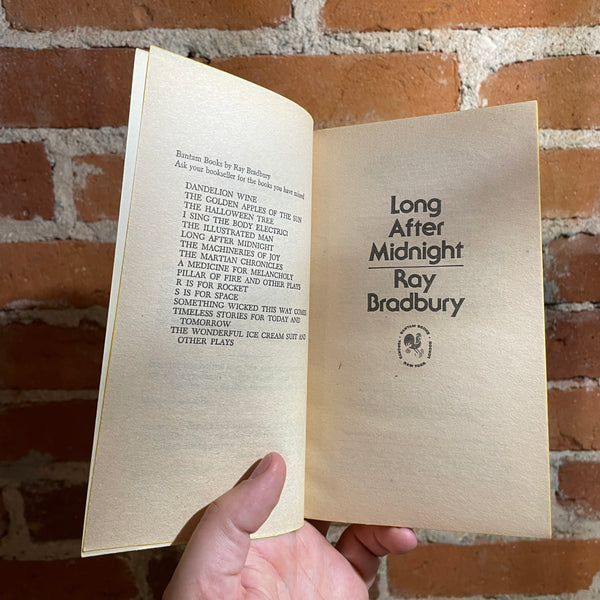 Bantam Books by Ray Bradbury
Ask your bookseller for the books you have missed
DANDELION WINE
THE GOLDEN APPLES OF THE SUN
THE HALLOWEEN TREE
I SING THE BODY ELECTRIC!
THE ILLUSTRATED MAN
LONG AFTER MIDNIGHT
THE MACHINERIES OF JOY
THE MARTIAN CHRONICLES
A MEDICINE FOR MELANCHOLY
PILLAR OF FIRE AND OTHER PLAYS
R IS FOR ROCKET
S IS FOR SPACE
SOMETHING WICKED THIS WAY COMES
TIMELESS STORIES FOR TODAY AND
TOMORROW
THE WONDERFUL ICE CREAM SUIT AND
OTHER PLAYS
Long
After
Midnight
Ray
Bradbury
BANTAM BOOKS
TORONTO
NEW YORK
LONDON